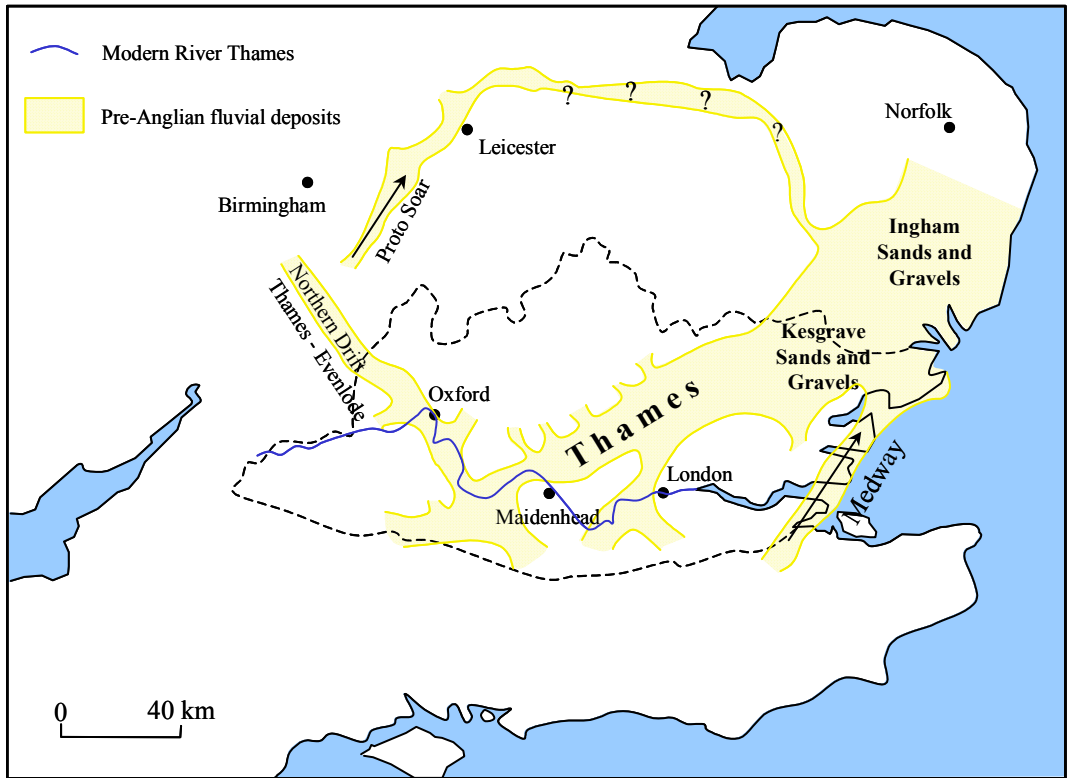 Modern River Thames
Pre-Anglian fluvial deposits
? ? ? ?
Norfolk
Leicester
Birmingham
Proto Soar
Ingham
Sands and
Gravels
Northern Drift
Thames - Evenlode
Kesgrave
Sands and
Gravels
Oxford
Thames
London
Maidenhead
Medway
0 40 km